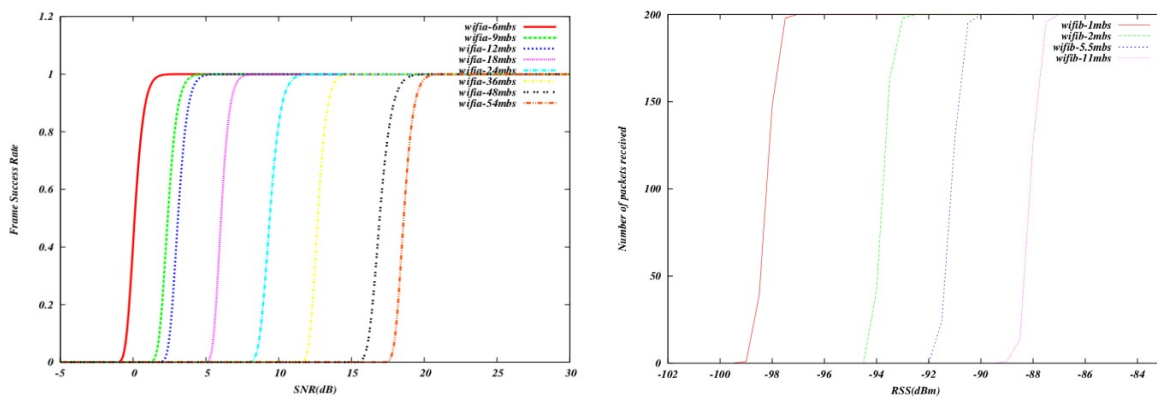 1.2
1
0.8
0.6
0.4
0.2
0
Frame Success Rate
wifia-6mbs
wifia-9mbs
wifia-12mbs
wifia-18mbs
wifia-24mbs
wifia-36mbs
wifia-48mbs
wifia-54mbs
-5 0 5 10 15 20 25 30
SNR(dB)
200
150
100
50
0
Number of packets received
wifib-1mbs
wifib-2mbs
wifib-5.5mbs
wifib-11mbs
-102 -100 -98 -96 -94 -92 -90 -88 -86 -84
RSS(dBm)